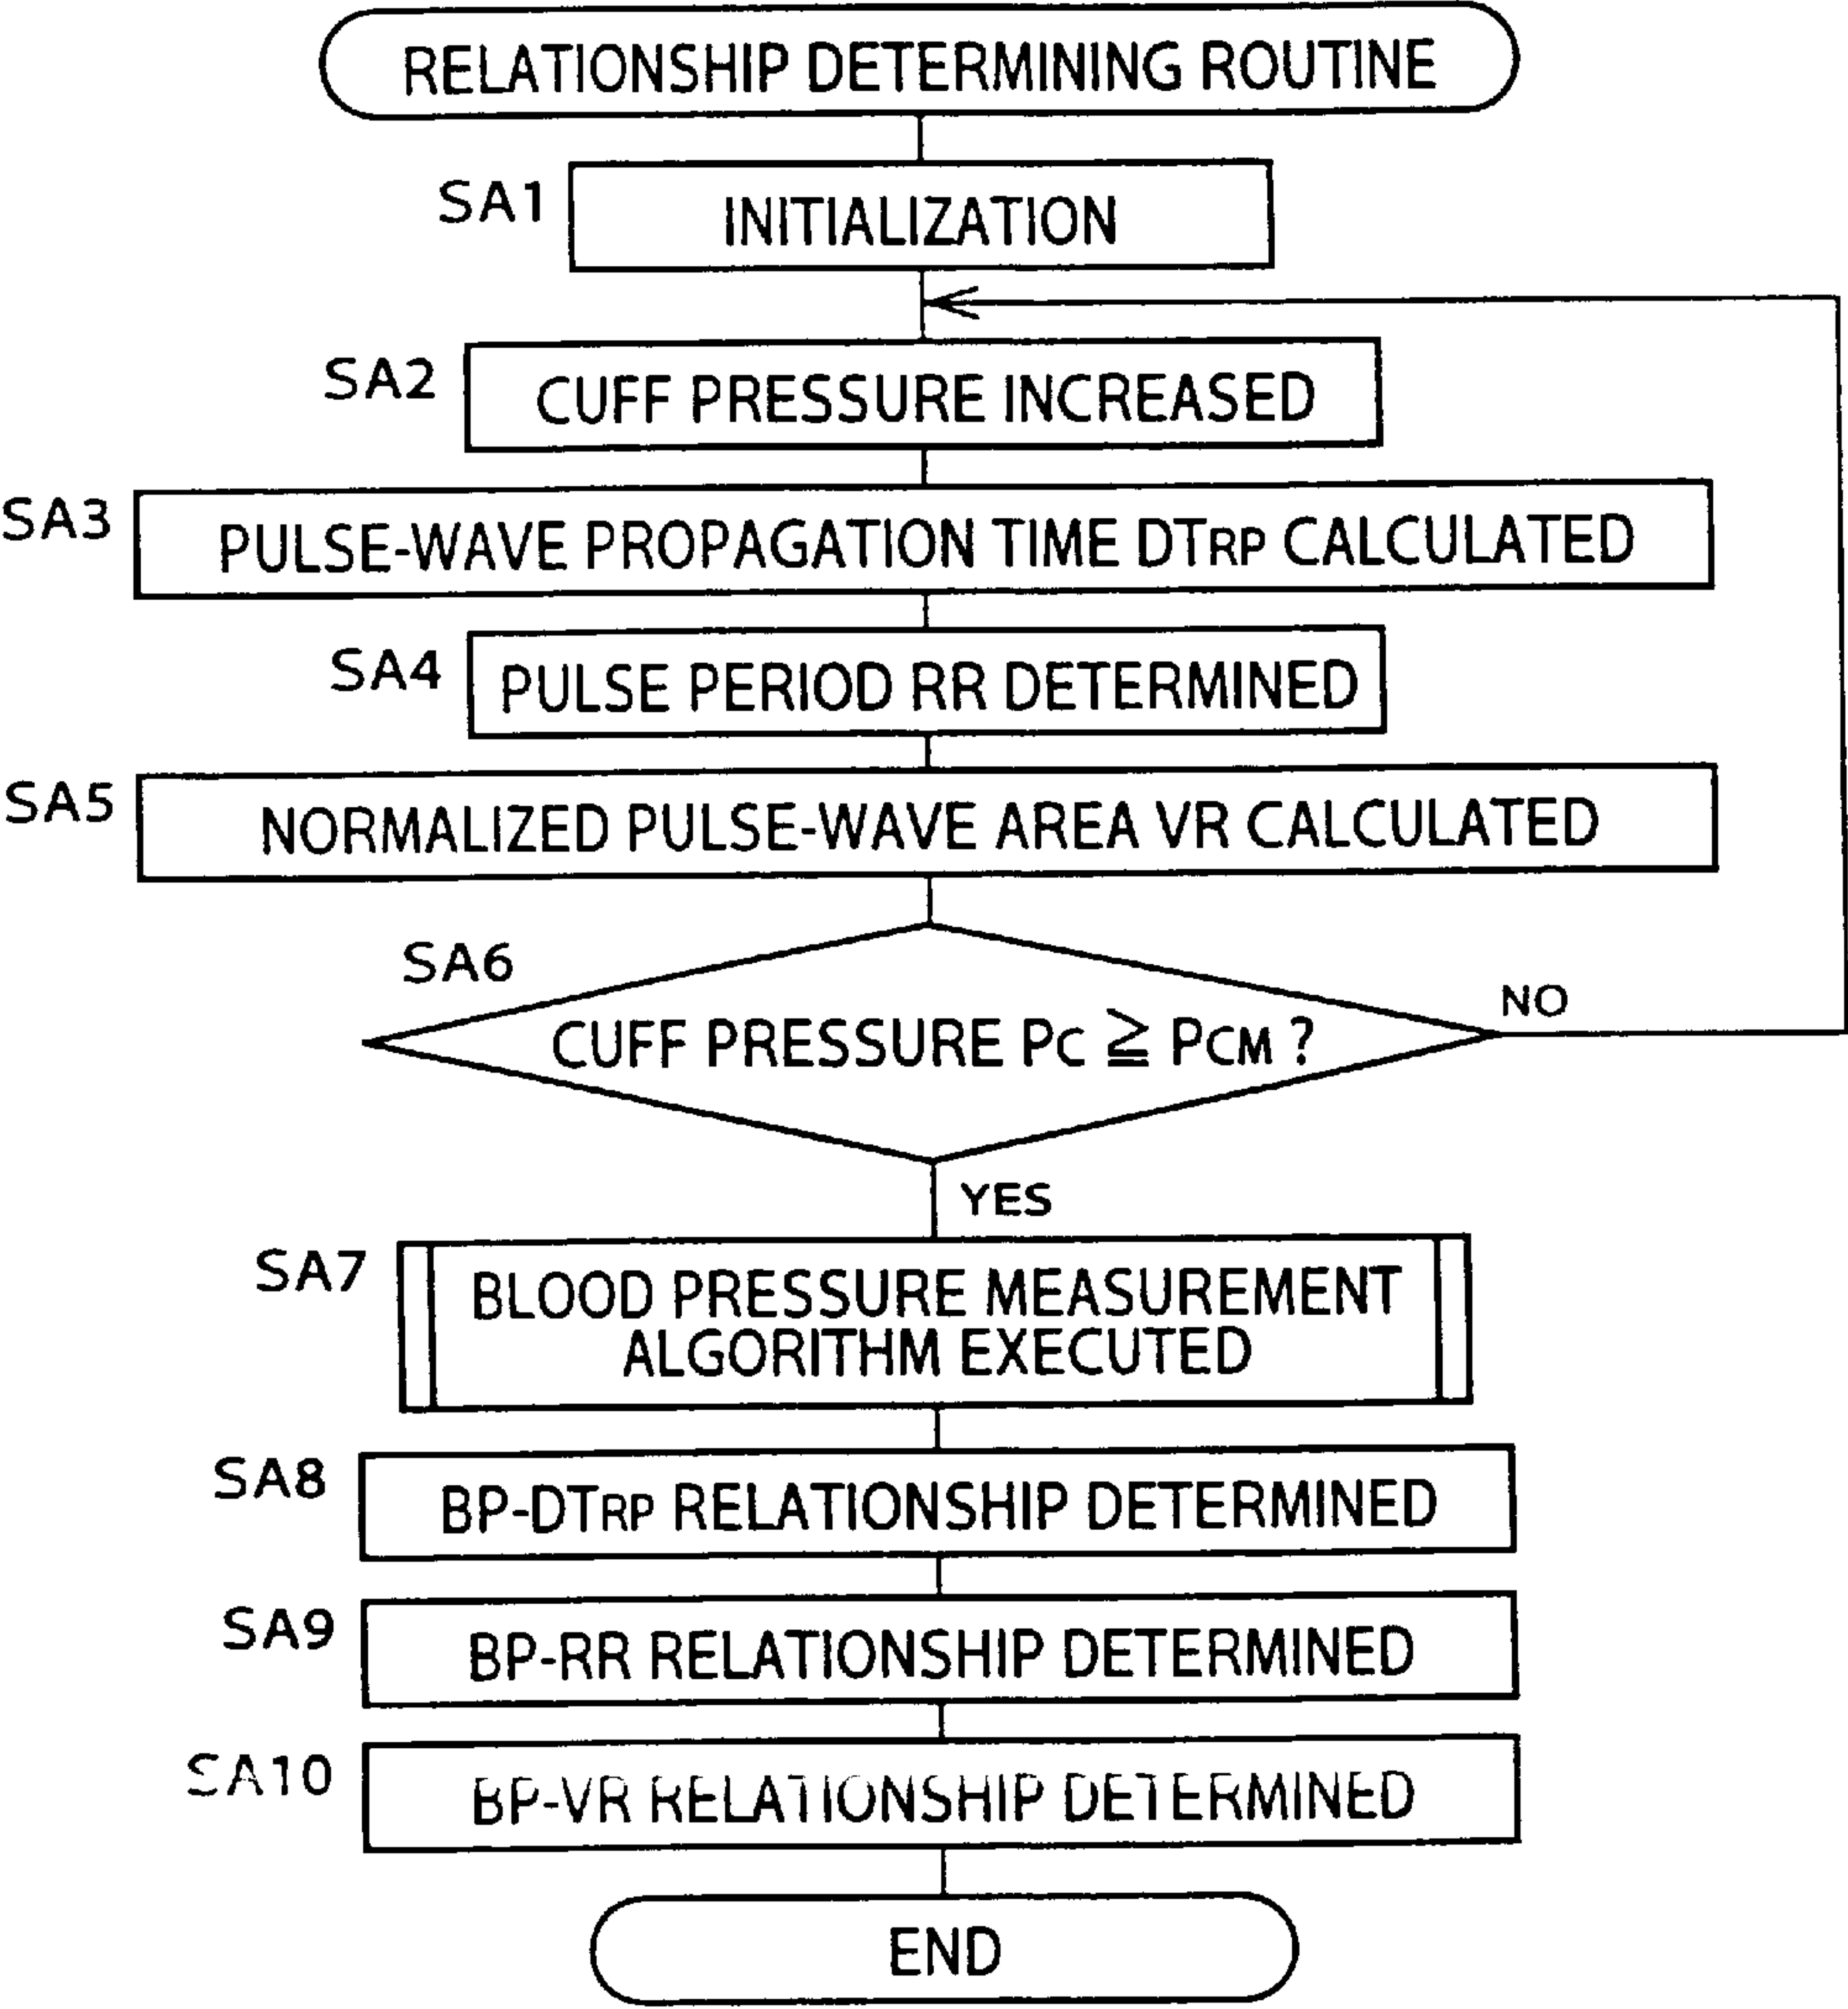 RELATIONSHIP DETERMINING ROUTINE
SA1
INITIALIZATION
SA2
CUFF PRESSURE INCREASED
SA3
PULSE-WAVE PROPAGATION TIME DTRP CALCULATED
SA4
PULSE PERIOD RR DETERMINED
SA5
NORMALIZED PULSE-WAVE AREA VR CALCULATED
SA6
CUFF PRESSURE PC ≧ PCM ?
NO
YES
SA7
BLOOD PRESSURE MEASUREMENT
ALGORITHM EXECUTED
SA8
BP-DTRP RELATIONSHIP DETERMINED
SA9
BP-RR RELATIONSHIP DETERMINED
SA10
BP-VR RELATIONSHIP DETERMINED
END